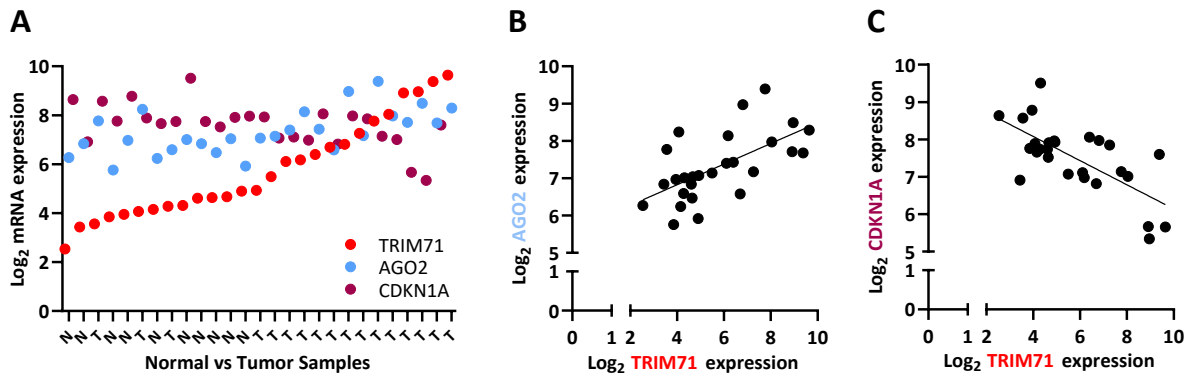 A
Log2 mRNA expression
10
8
6
4
2
0
TRIM71
AGO2
CDKN1A
N N T N N T N T N N N N N T T T T T T T T T T T T T T
Normal vs Tumor Samples
B
Log2 AGO2 expression
10
9
8
7
6
5
1
0
0 1 2 4 6 8 10
Log2 TRIM71 expression
C
Log2 CDKN1A expression
10
9
8
7
6
5
1
0
0 1 2 4 6 8 10
Log2 TRIM71 expression